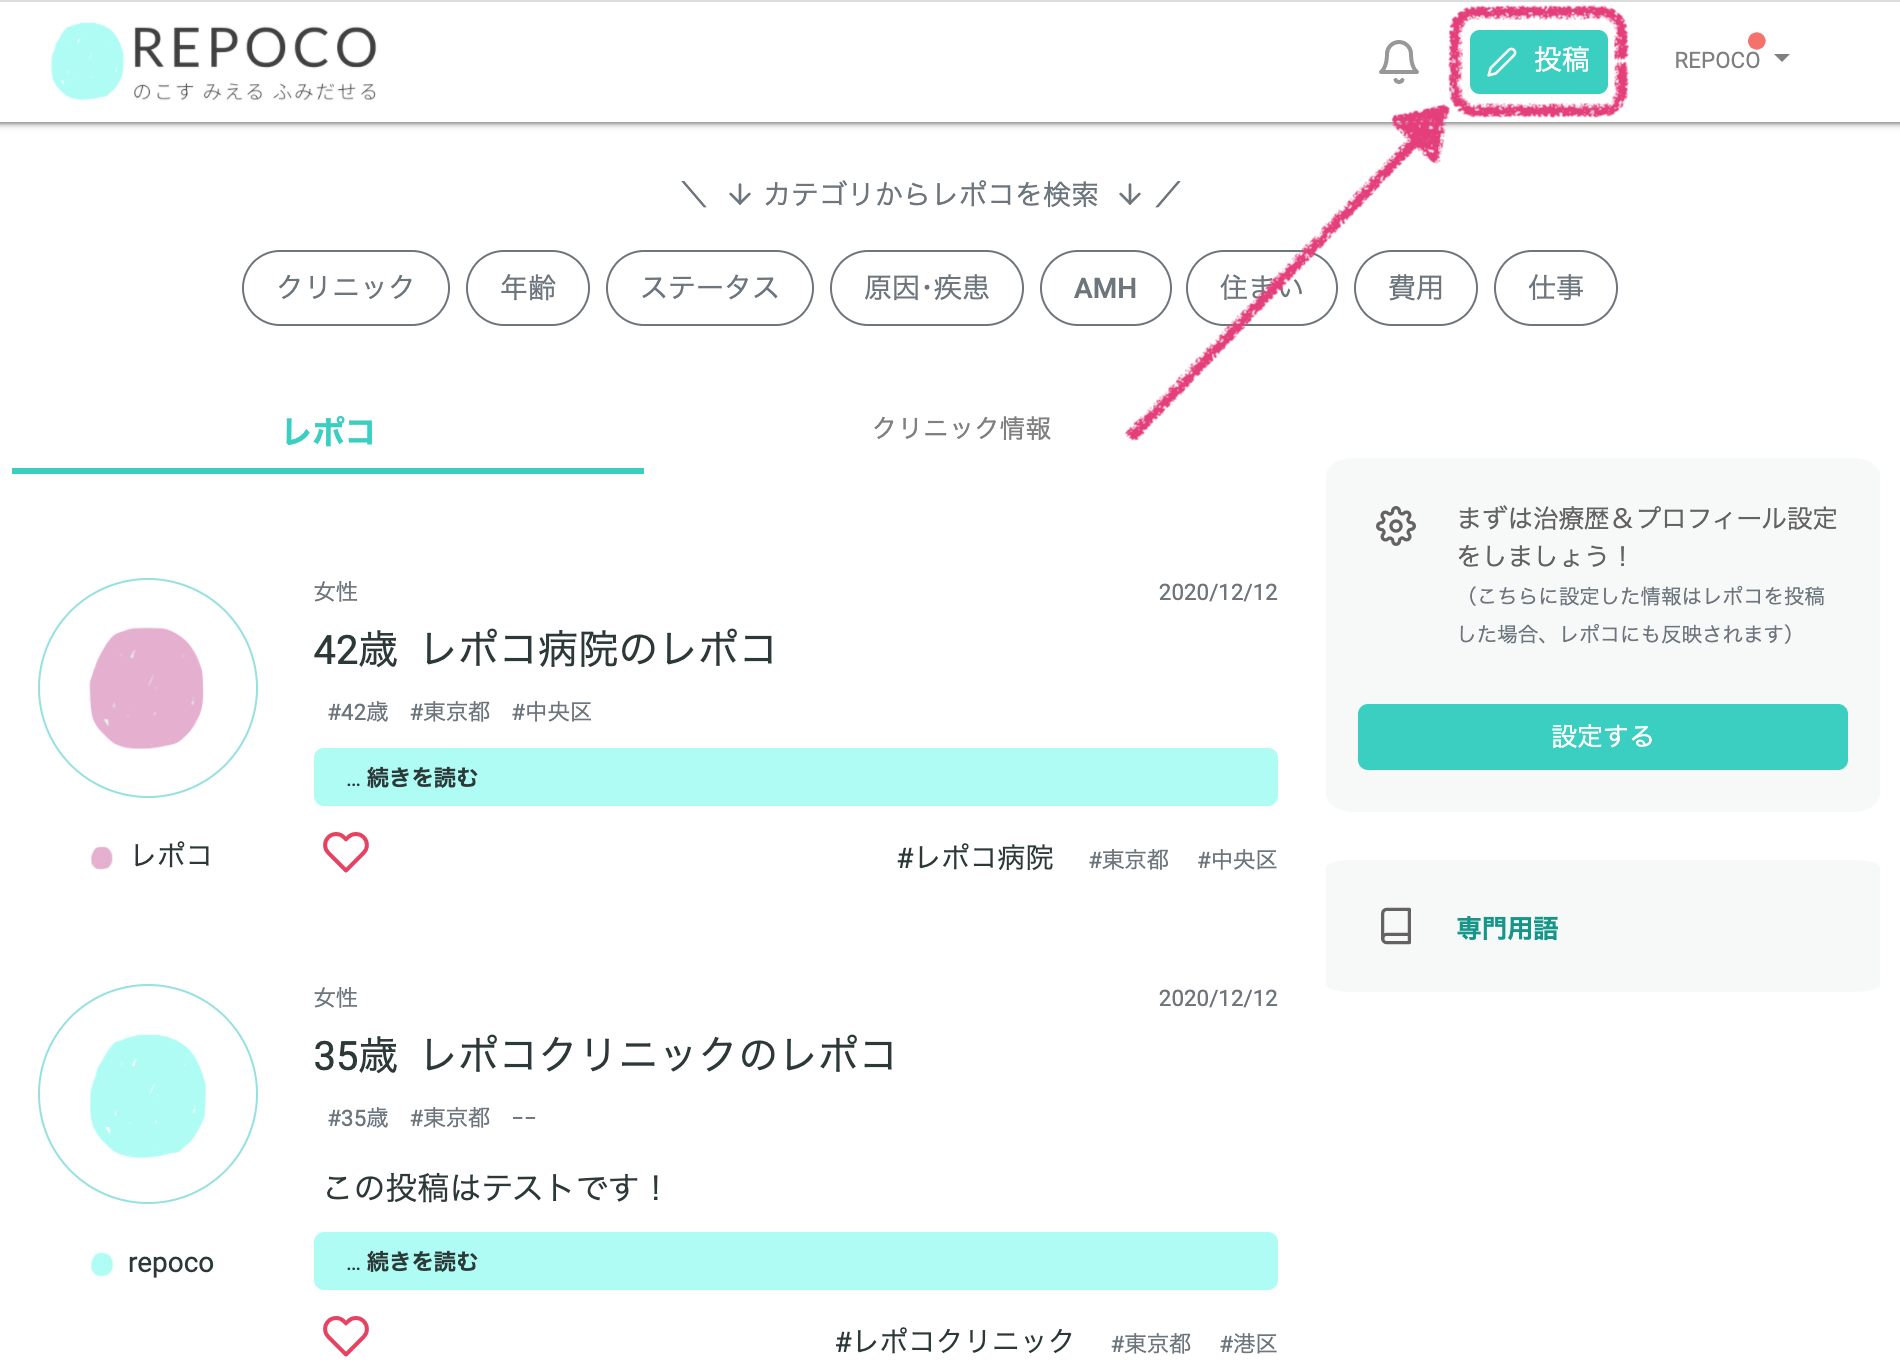 REPOCO
のこす みえる ふみだせる
投稿
REPOCO
＼ ↓ カテゴリからレポコを検索 ↓ ／
クリニック
年齢
ステータス
原因･疾患
AMH
住まい
費用
仕事
レポコ
クリニック情報
女性
2020/12/12
42歳 レポコ病院のレポコ
#42歳 #東京都 #中央区
... 続きを読む
レポコ
#レポコ病院 #東京都 #中央区
女性
2020/12/12
35歳 レポコクリニックのレポコ
#35歳 #東京都 --
この投稿はテストです！
... 続きを読む
repoco
#レポコクリニック #東京都 #港区
まずは治療歴＆プロフィール設定
をしましょう！
（こちらに設定した情報はレポコを投稿
した場合、レポコにも反映されます）
設定する
専門用語